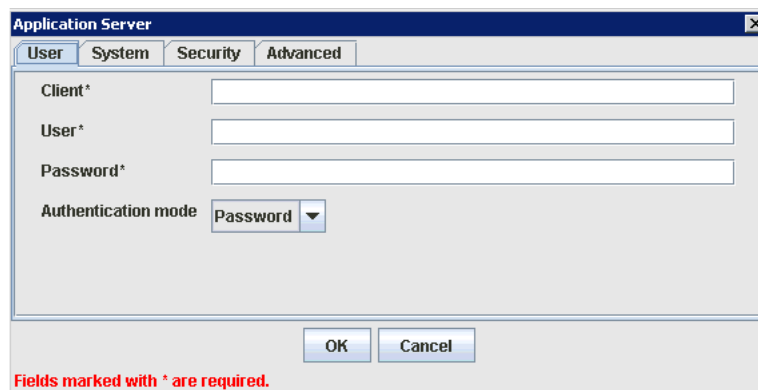 Application Server
User System Security Advanced
Client*
User*
Password*
Authentication mode Password
OK Cancel
Fields marked with * are required.